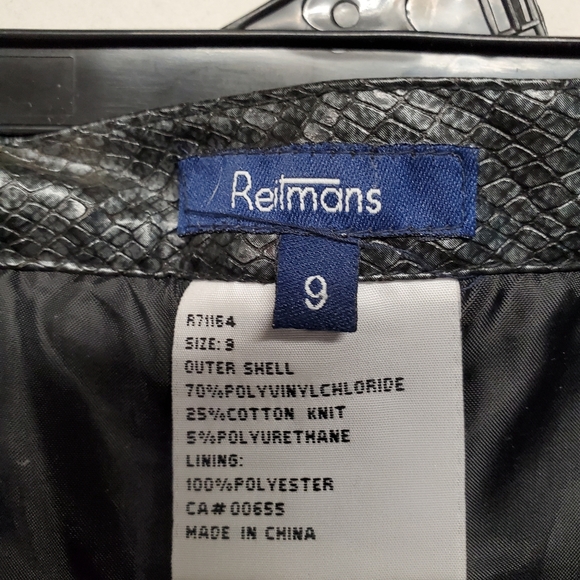 Reitmans
9
R71164
SIZE: 9
OUTER SHELL
70%POLYVINYLCHLORIDE
25%COTTON KNIT
5%POLYURETHANE
LINING:
100%POLYESTER
CA#00655
MADE IN CHINA